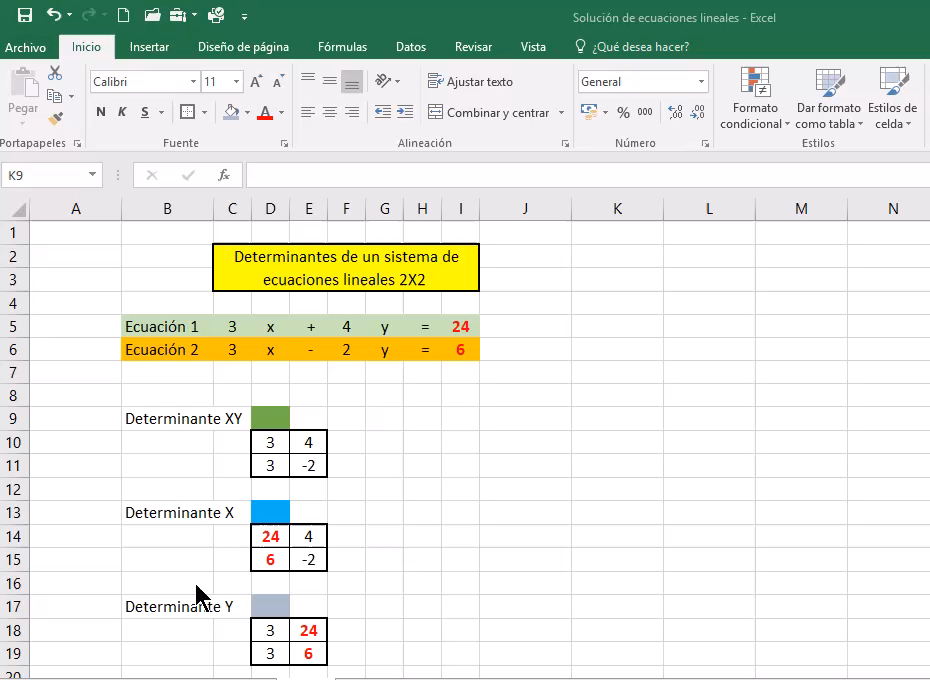 Solución de ecuaciones lineales - Excel
Archivo Inicio Insertar Diseño de página Fórmulas Datos Revisar Vista ¿Qué desea hacer?
Pegar
Calibri 11
N K S
A A
A
Ajustar texto
Combinar y centrar
General
% 000
Formato condicional
Dar formato como tabla
Estilos de celda
Portapapeles Fuente Alineación Número Estilos
K9 fx
A B C D E F G H I J K L M N
1
2 Determinantes de un sistema de
3 ecuaciones lineales 2X2
4
5 Ecuación 1 3 x + 4 y = 24
6 Ecuación 2 3 x - 2 y = 6
7
8
9 Determinante XY
10 3 4
11 3 -2
12
13 Determinante X
14 24 4
15 6 -2
16
17 Determinante Y
18 3 24
19 3 6
20